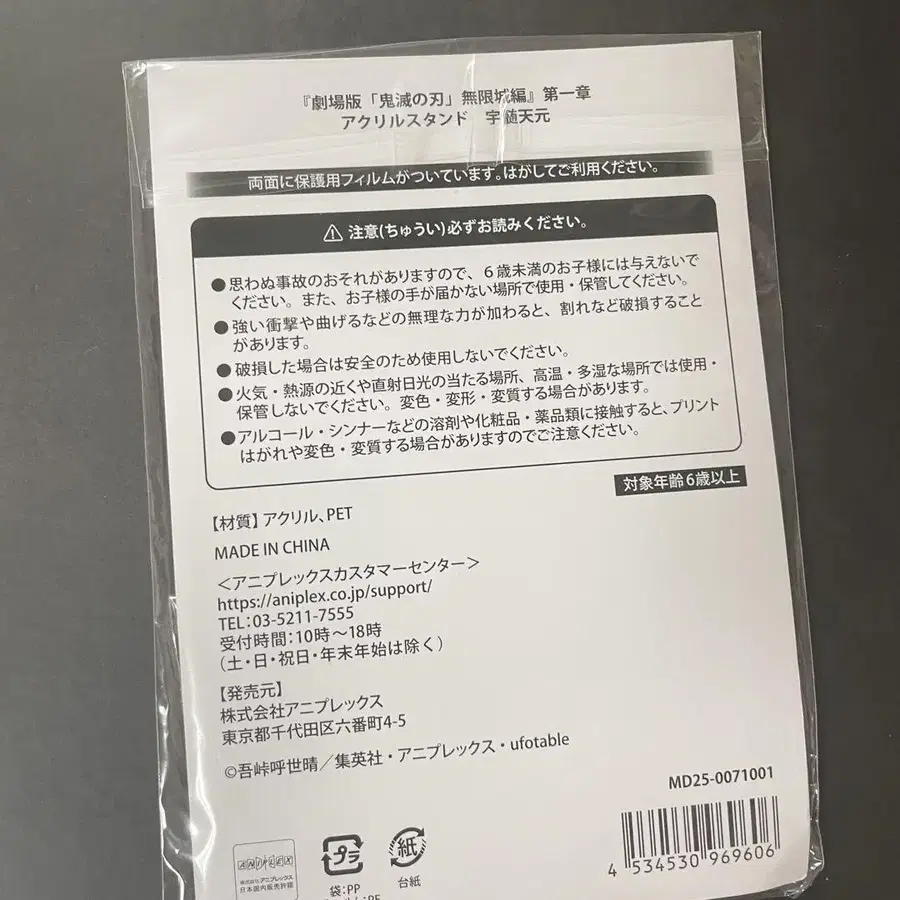 『劇場版「鬼滅の刃」無限城編』第一章
アクリルスタンド 宇髄天元
両面に保護用フィルムがついています。はがしてご利用ください。
⚠ 注意(ちゅうい)必ずお読みください。
●思わぬ事故のおそれがありますので、6歳未満のお子様には与えないで
ください。また、お子様の手が届かない場所で使用・保管してください。
●強い衝撃や曲げるなどの無理な力が加わると、割れなど破損すること
があります。
●破損した場合は安全のため使用しないでください。
●火気・熱源の近くや直射日光の当たる場所、高温・多湿な場所では使用・
保管しないでください。変色・変形・変質する場合があります。
●アルコール・シンナーなどの溶剤や化粧品・薬品類に接触すると、プリント
はがれや変色・変質する場合がありますのでご注意ください。
対象年齢6歳以上
【材質】アクリル、PET
MADE IN CHINA
<アニプレックスカスタマーセンター>
https://aniplex.co.jp/support/
TEL:03-5211-7555
受付時間:10時~18時
(土・日・祝日・年末年始は除く)
【発売元】
株式会社アニプレックス
東京都千代田区六番町4-5
©吾峠呼世晴/集英社・アニプレックス・ufotable
MD25-0071001
4 534530 969606
ANIPLEX
株式会社アニプレックス
日本国内販売許諾
プラ
袋:PP
紙
台紙